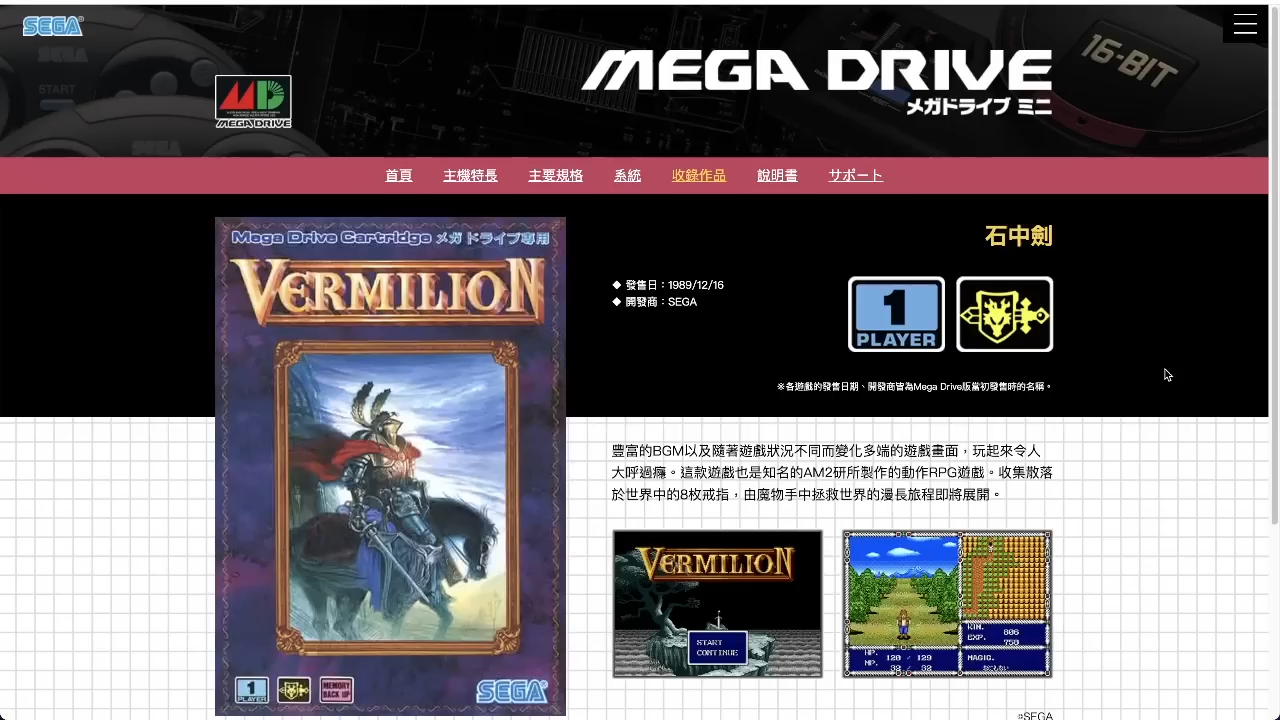 SEGA
START
SEGA
16-BIT
MEGA DRIVE
メガドライブ ミニ
MD
MEGA DRIVE
首頁 主機特長 主要規格 系統 收錄作品 說明書 サポート
Mega Drive Cartridge メガドライブ専用
VERMILION
1
PLAYER
MEMORY
BACK UP
SEGA
石中劍
◆ 發售日：1989/12/16
◆ 開發商：SEGA
1
PLAYER
※各遊戲的發售日期、開發商皆為Mega Drive版當初發售時的名稱。
豐富的BGM以及隨著遊戲狀況不同而變化多端的遊戲畫面，玩起來令人
大呼過癮。這款遊戲也是知名的AM2研所製作的動作RPG遊戲。收集散落
於世界中的8枚戒指，由魔物手中拯救世界的漫長旅程即將展開。
VERMILION
START
CONTINUE
KIN. 806
EXP. 750
HP. 120 / 129
MP. 92 / 92
MAGIC.
©SEGA